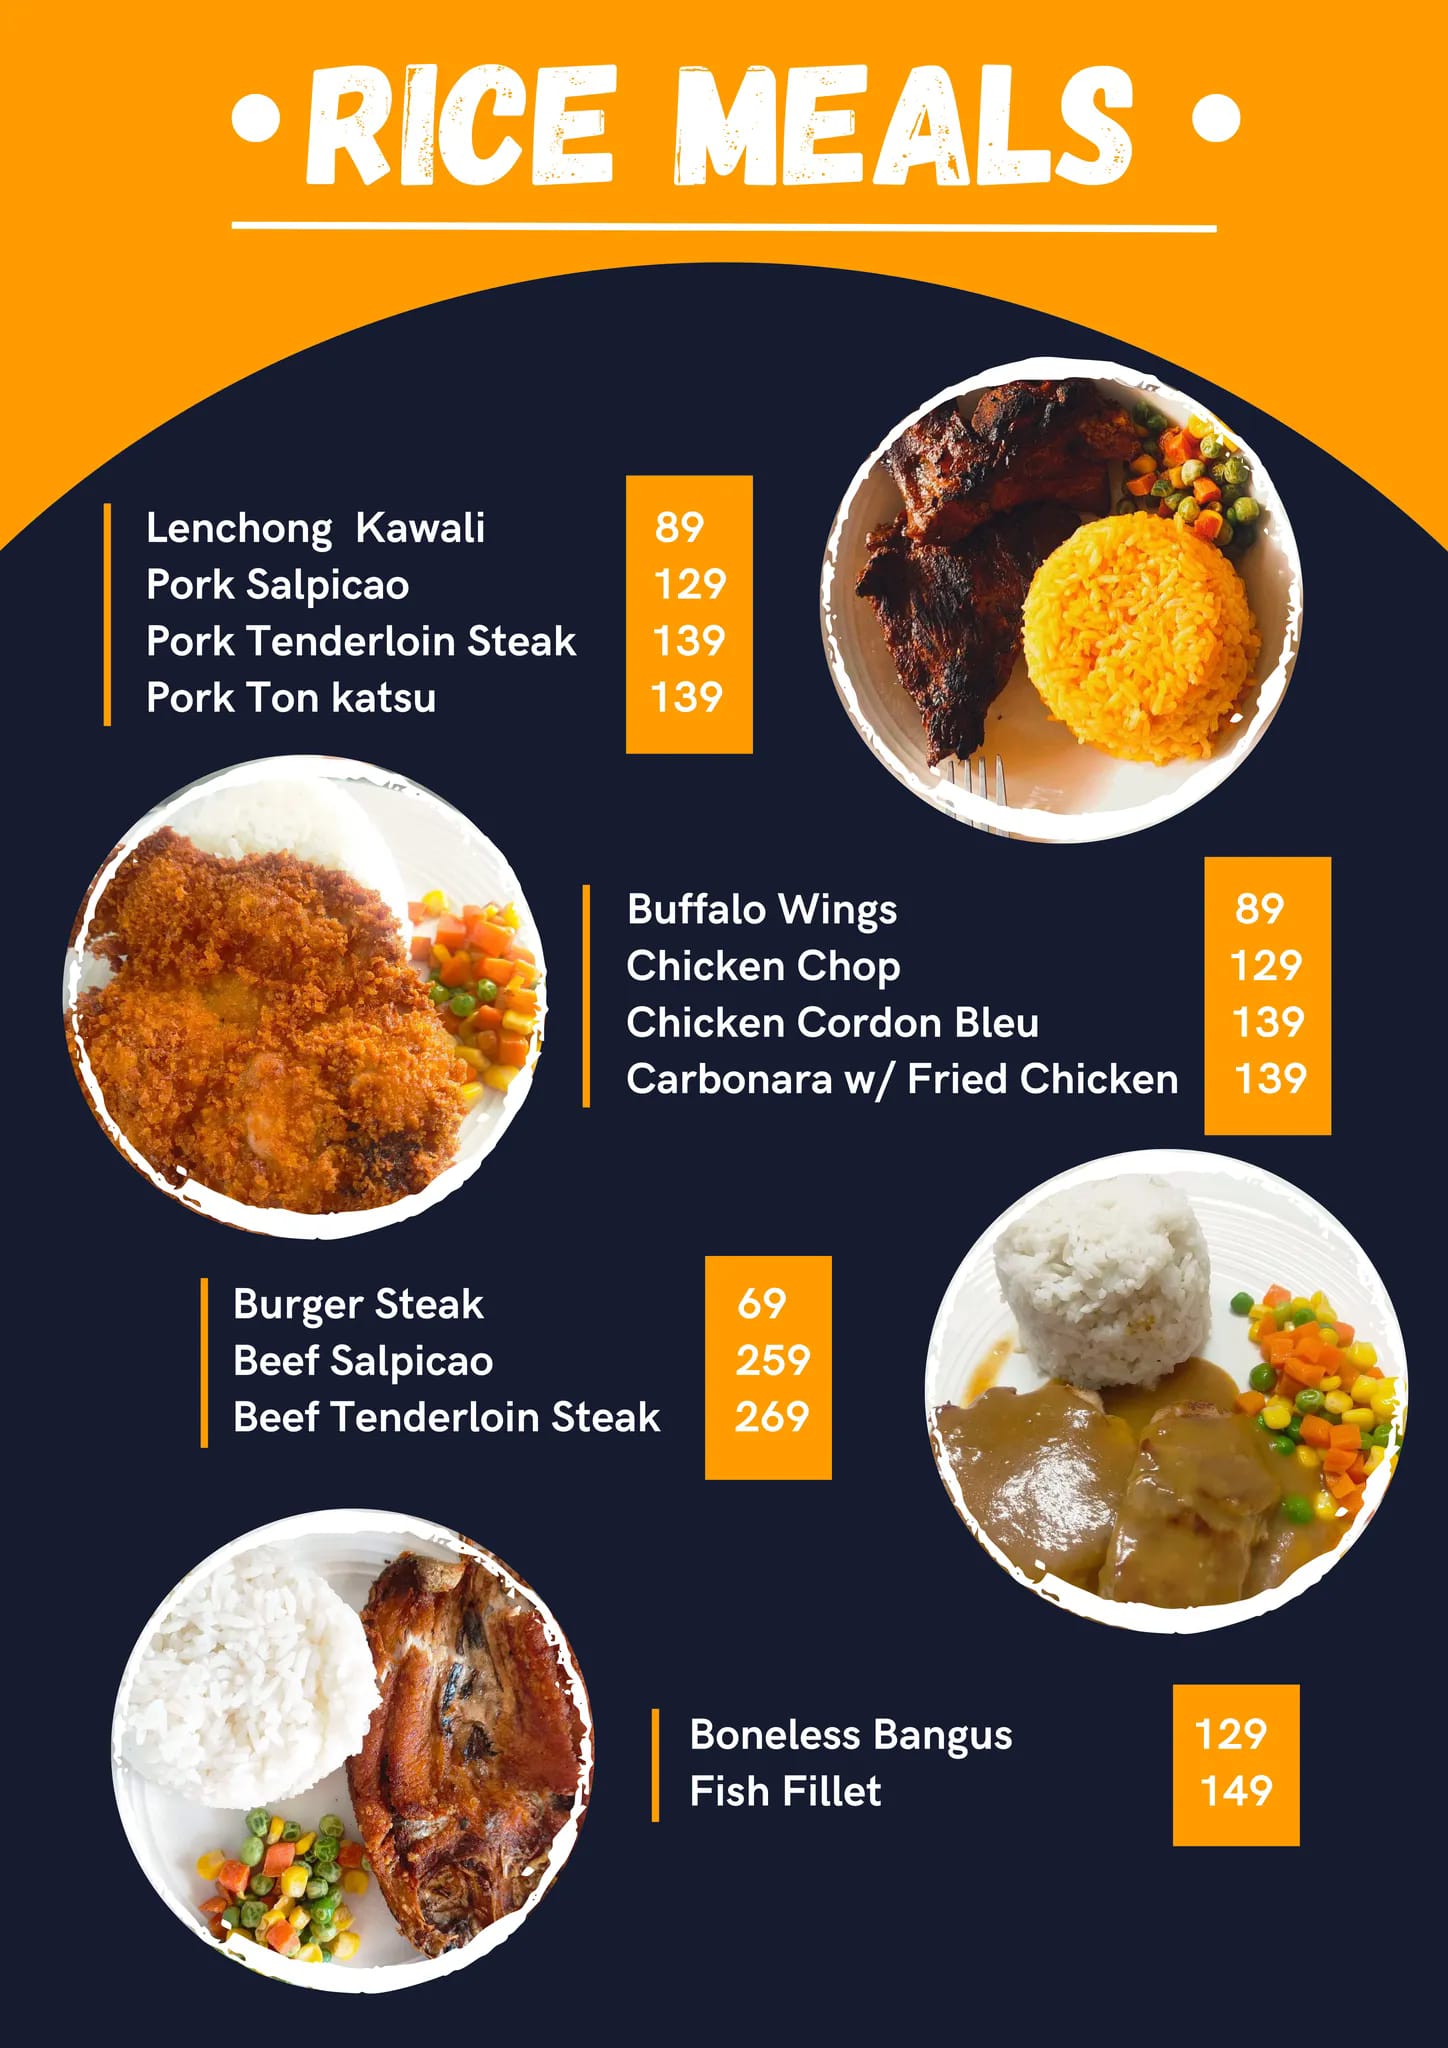 • RICE MEALS •
Lenchong Kawali 89
Pork Salpicao 129
Pork Tenderloin Steak 139
Pork Ton katsu 139
Buffalo Wings 89
Chicken Chop 129
Chicken Cordon Bleu 139
Carbonara w/ Fried Chicken 139
Burger Steak 69
Beef Salpicao 259
Beef Tenderloin Steak 269
Boneless Bangus 129
Fish Fillet 149